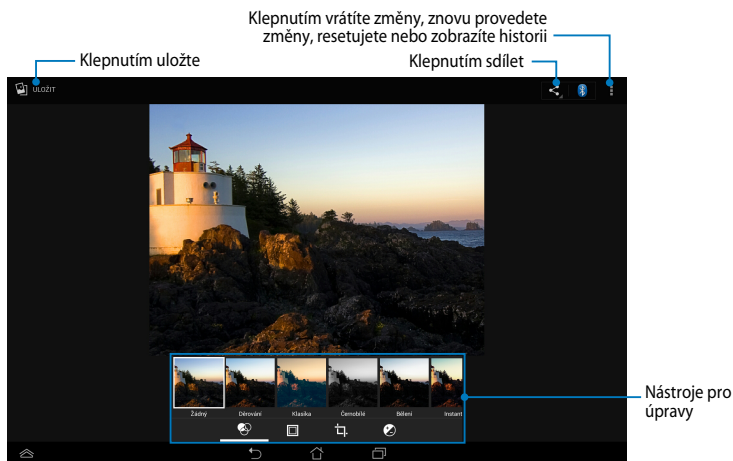 Klepnutím vrátíte změny, znovu provedete
změny, resetujete nebo zobrazíte historii
Klepnutím uložte
Klepnutím sdílet
ULOŽIT
Žádný
Děrování
Klasika
Černobílé
Bělení
Instant
Nástroje pro
úpravy